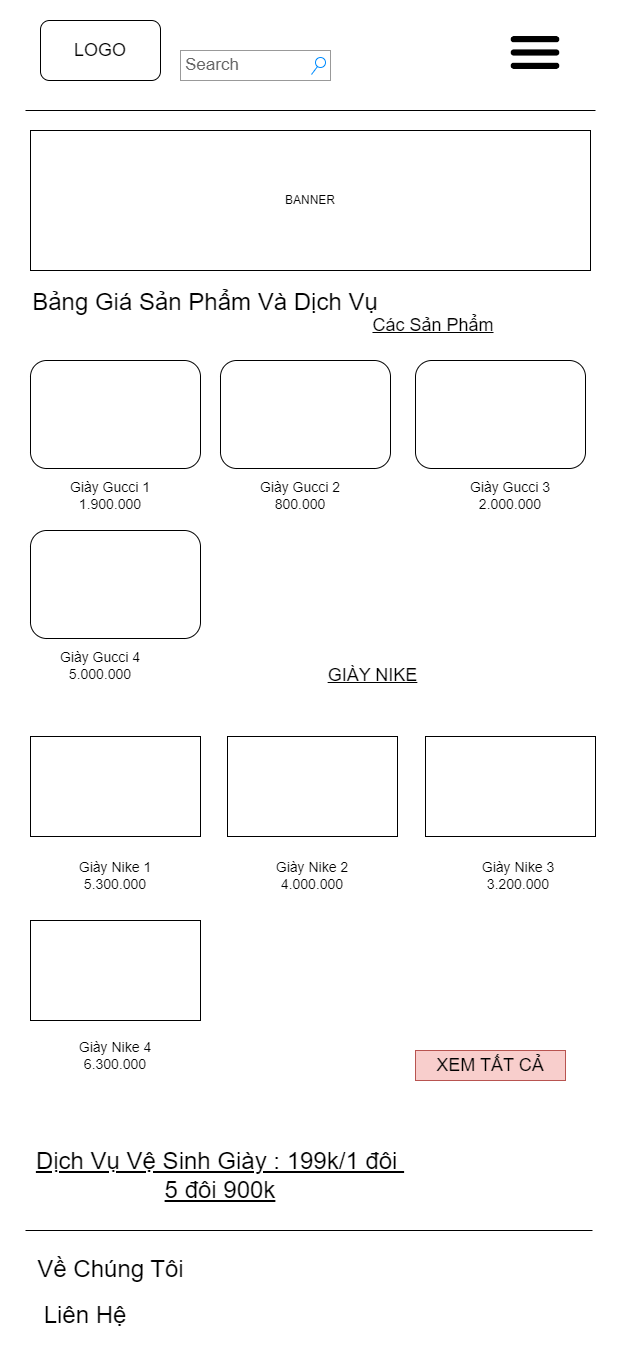 LOGO
Search
BANNER
Bảng Giá Sản Phẩm Và Dịch Vụ
Các Sản Phẩm
Giày Gucci 1
1.900.000
Giày Gucci 2
800.000
Giày Gucci 3
2.000.000
Giày Gucci 4
5.000.000
GIÀY NIKE
Giày Nike 1
5.300.000
Giày Nike 2
4.000.000
Giày Nike 3
3.200.000
Giày Nike 4
6.300.000
XEM TẤT CẢ
Dịch Vụ Vệ Sinh Giày : 199k/1 đôi
5 đôi 900k
Về Chúng Tôi
Liên Hệ